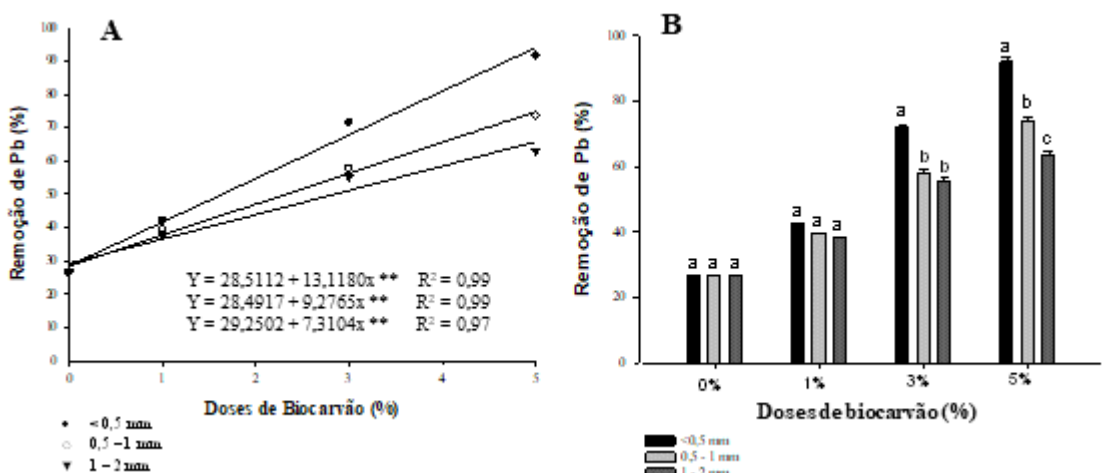 A
Remoção de Pb (%)
100
90
80
70
60
50
40
30
20
10
0
Y = 28,5112 + 13,1180x ** R² = 0,99
Y = 28,4917 + 9,2765x ** R² = 0,99
Y = 29,2502 + 7,3104x ** R² = 0,97
0 1 2 3 4 5
Doses de Biocarvão (%)
< 0,5 mm
0,5 – 1 mm
1 – 2 mm
B
Remoção de Pb (%)
100
80
60
40
20
0
a a a
a a a
a b b
a b c
0% 1% 3% 5%
Doses de biocarvão (%)
<0,5 mm
0,5 - 1 mm
1 - 2 mm